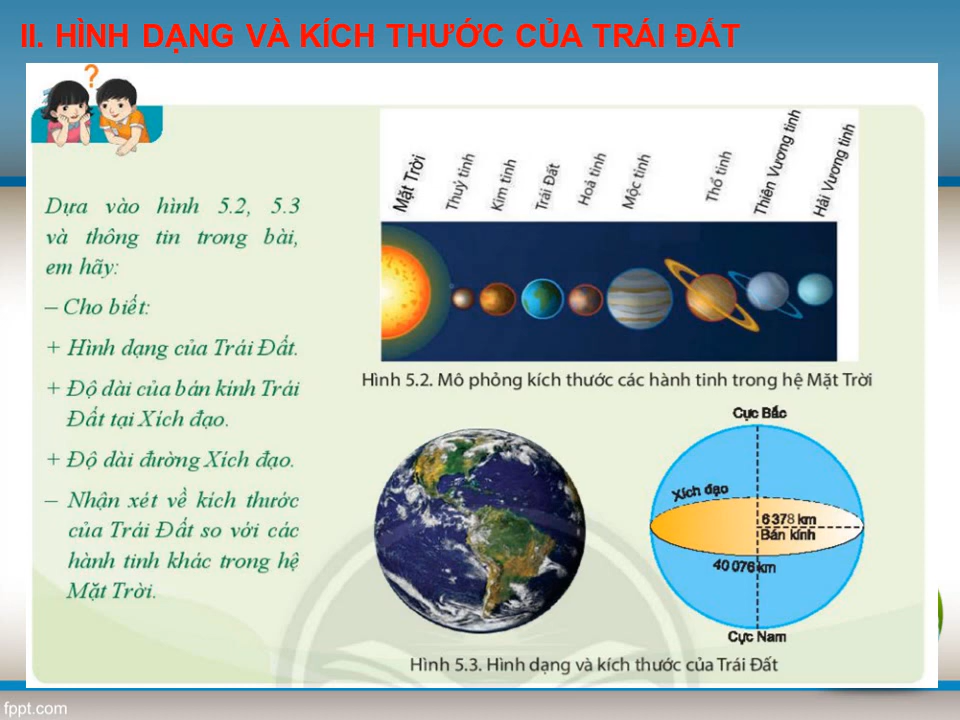 II. HÌNH DẠNG VÀ KÍCH THƯỚC CỦA TRÁI ĐẤT
?
Dựa vào hình 5.2, 5.3
và thông tin trong bài,
em hãy:
– Cho biết:
+ Hình dạng của Trái Đất.
+ Độ dài của bán kính Trái
Đất tại Xích đạo.
+ Độ dài đường Xích đạo.
– Nhận xét về kích thước
của Trái Đất so với các
hành tinh khác trong hệ
Mặt Trời.
Mặt Trời
Thuỷ tinh
Kim tinh
Trái Đất
Hoả tinh
Mộc tinh
Thổ tinh
Thiên Vương tinh
Hải Vương tinh
Hình 5.2. Mô phỏng kích thước các hành tinh trong hệ Mặt Trời
Cực Bắc
Xích đạo
6 378 km
Bán kính
40 076 km
Cực Nam
Hình 5.3. Hình dạng và kích thước của Trái Đất
fppt.com